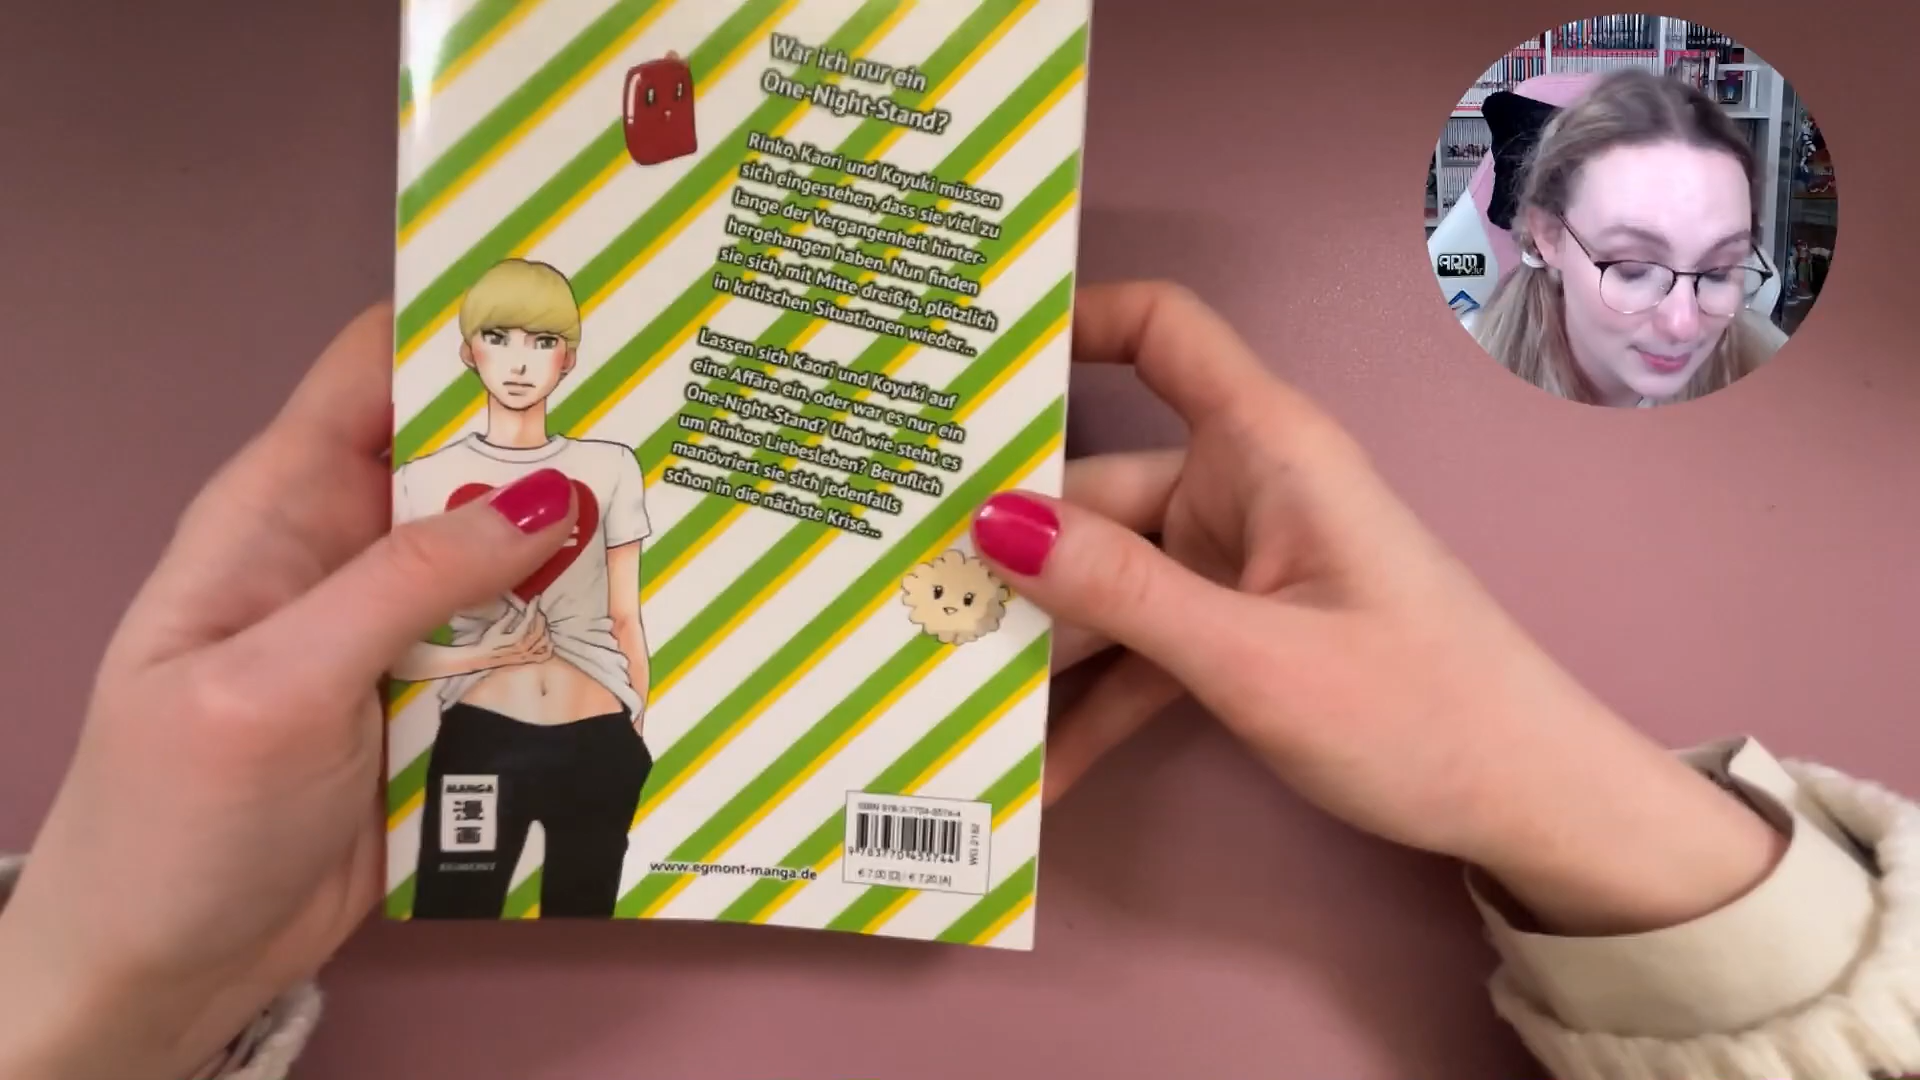 War ich nur ein
One-Night-Stand?
Rinko, Kaori und Koyuki müssen
sich eingestehen, dass sie viel zu
lange der Vergangenheit hinter-
hergehangen haben. Nun finden
sie sich, mit Mitte dreißig, plötzlich
in kritischen Situationen wieder...
Lassen sich Kaori und Koyuki auf
eine Affäre ein, oder war es nur ein
One-Night-Stand? Und wie steht es
um Rinkos Liebesleben? Beruflich
manövriert sie sich jedenfalls
schon in die nächste Krise...
MANGA
漫
画
EGMONT
www.egmont-manga.de
€ 7,00 [D] / € 7,20 [A]